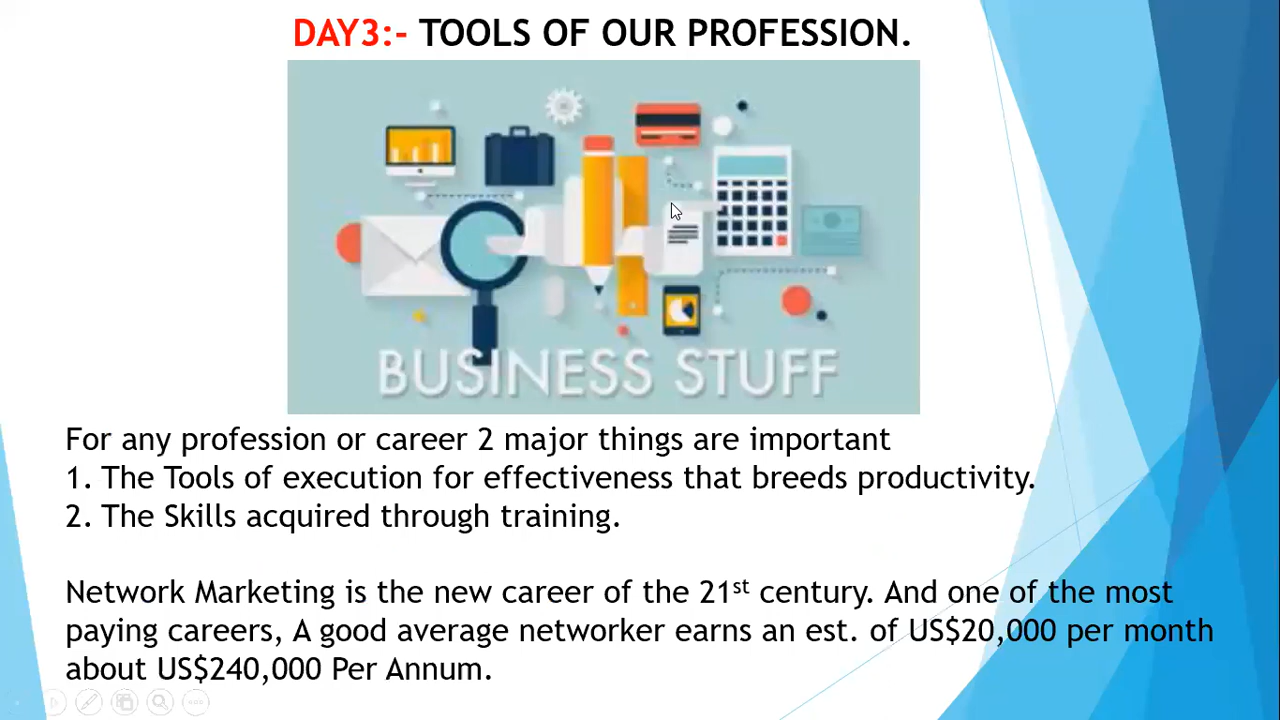 DAY3:- TOOLS OF OUR PROFESSION.
BUSINESS STUFF
For any profession or career 2 major things are important
1. The Tools of execution for effectiveness that breeds productivity.
2. The Skills acquired through training.
Network Marketing is the new career of the 21st century. And one of the most
paying careers, A good average networker earns an est. of US$20,000 per month
about US$240,000 Per Annum.